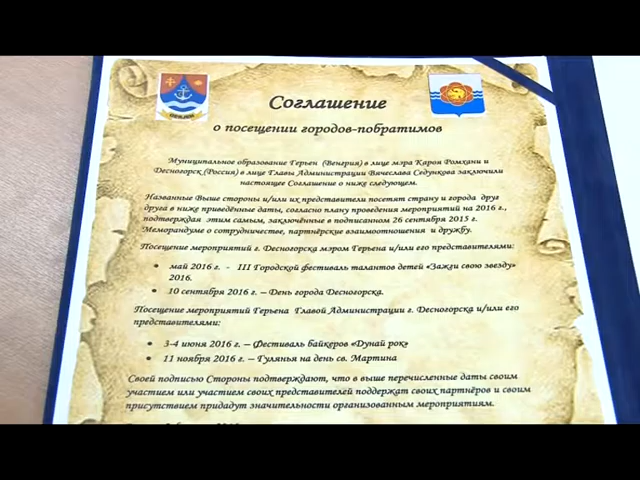 Соглашение
о посещении городов-побратимов
Муниципальное образование Герьен (Венгрия) в лице мэра Кароя Ромхани и
Десногорск (Россия) в лице Главы Администрации Вячеслава Седункова заключили
настоящее Соглашение о ниже следующем.
Названные Выше стороны и/или их представители посетят страну и города друг
друга в ниже приведённые даты, согласно плану проведения мероприятий на 2016 г.,
подтверждая этим самым, заключённые в подписанном 26 сентября 2015 г.
Меморандуме о сотрудничестве, партнёрские взаимоотношения и дружбу.
Посещение мероприятий г. Десногорска мэром Герьена и/или его представителями:
• май 2016 г. - III Городской фестиваль талантов детей «Зажги свою звезду»
2016.
• 10 сентября 2016 г. – День города Десногорска.
Посещение мероприятий Герьена Главой Администрации г. Десногорска и/или его
представителями:
• 3-4 июня 2016 г. – Фестиваль байкеров «Дунай рок»
• 11 ноября 2016 г. – Гулянья на день св. Мартина
Своей подписью Стороны подтверждают, что в выше перечисленные даты своим
участием или участием своих представителей поддержат своих партнёров и своим
присутствием придадут значительности организованным мероприятиям.